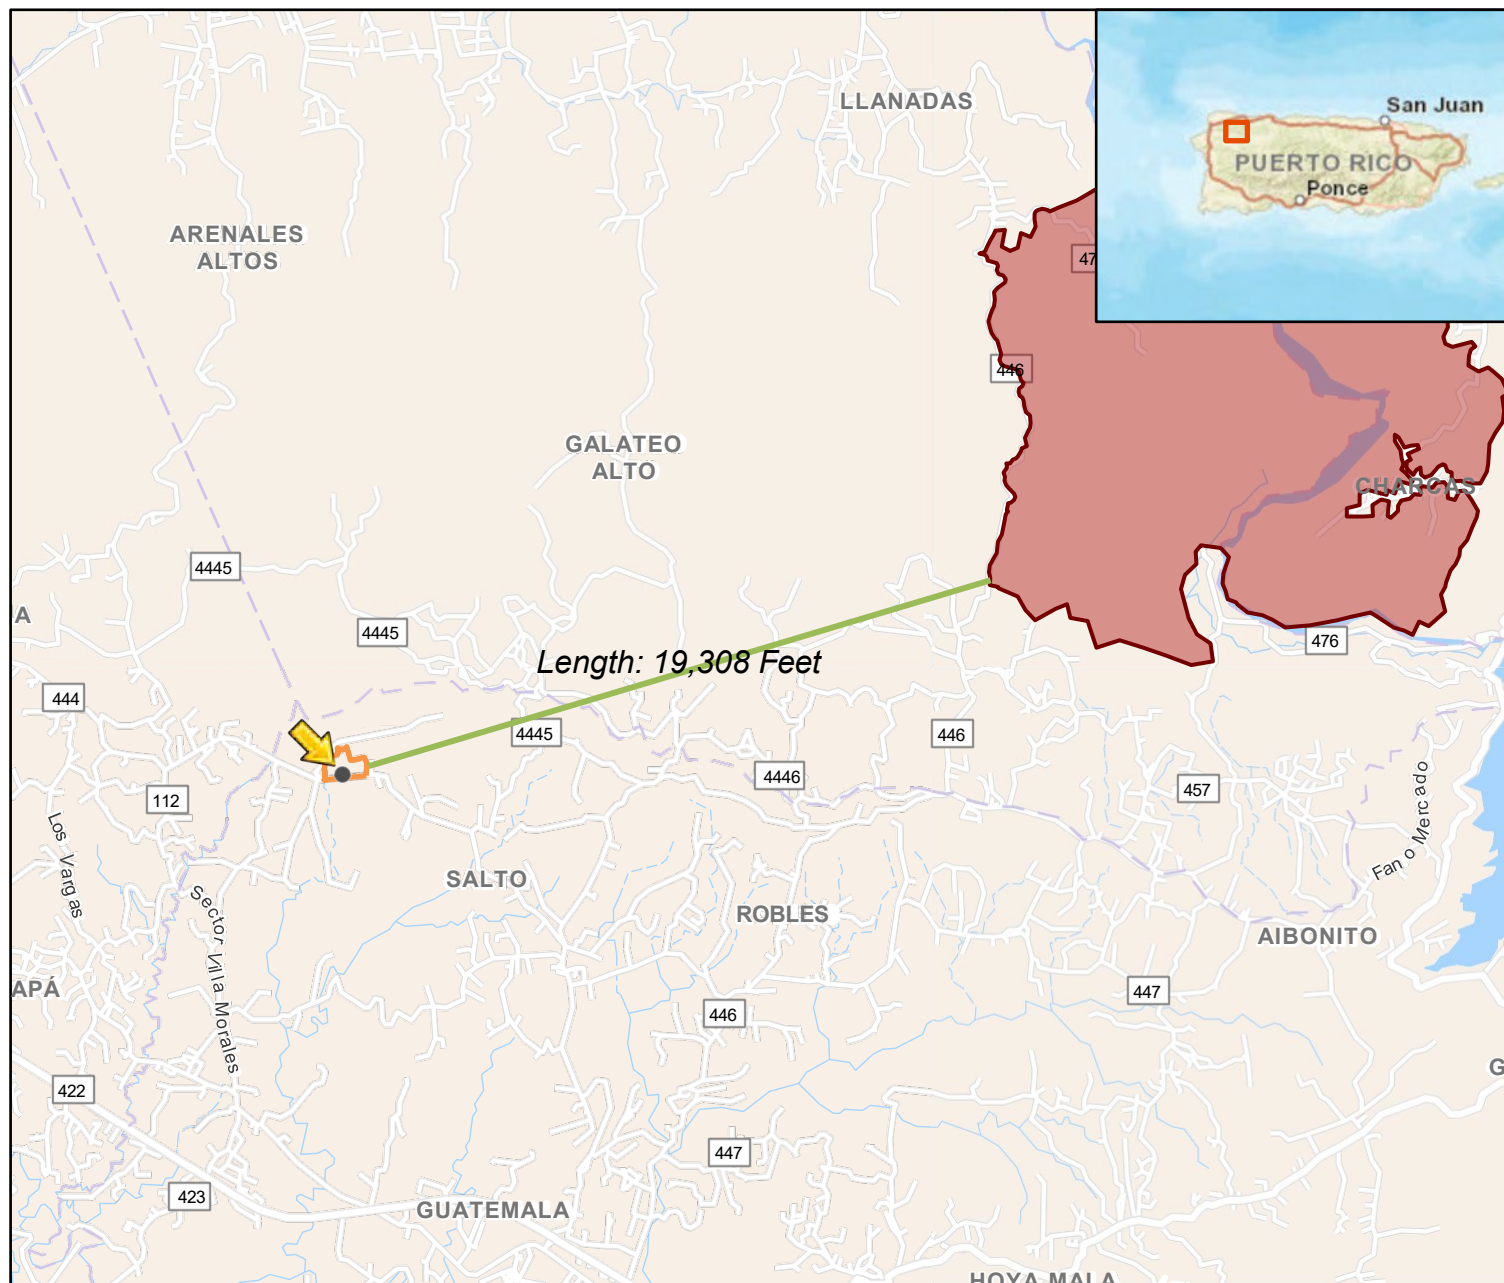 LLANADAS
San Juan
PUERTO RICO
Ponce
ARENALES
ALTOS
47
446
GALATEO
ALTO
CHARCAS
4445
A
4445
476
Length: 19,308 Feet
444
4445
446
4446
457
112
Los Vargas
Fan o Mercado
SALTO
Sector Villa Morales
ROBLES
AIBONITO
APÁ
447
446
G
422
447
423
GUATEMALA
HOYA MALA